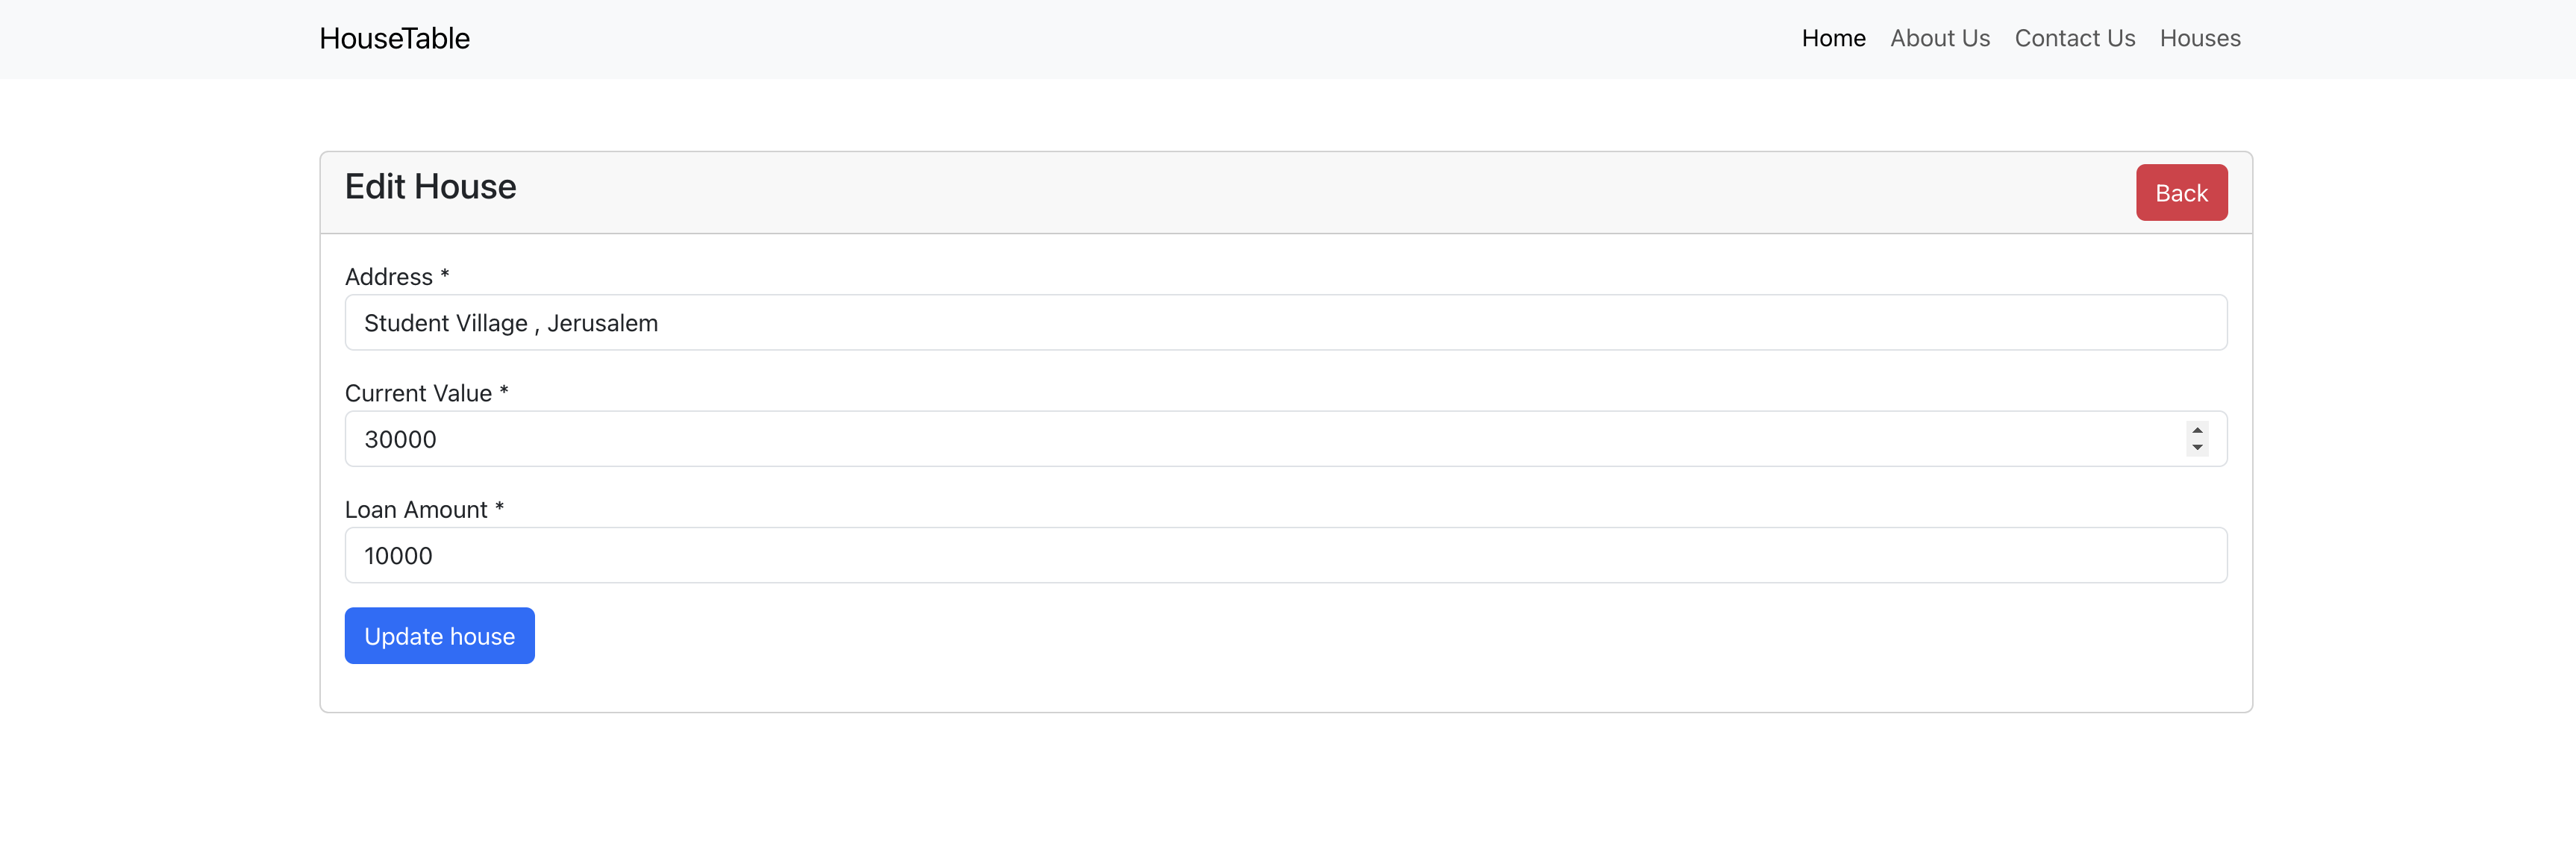 HouseTable
Home About Us Contact Us Houses
Edit House
Back
Address *
Student Village , Jerusalem
Current Value *
30000
Loan Amount *
10000
Update house